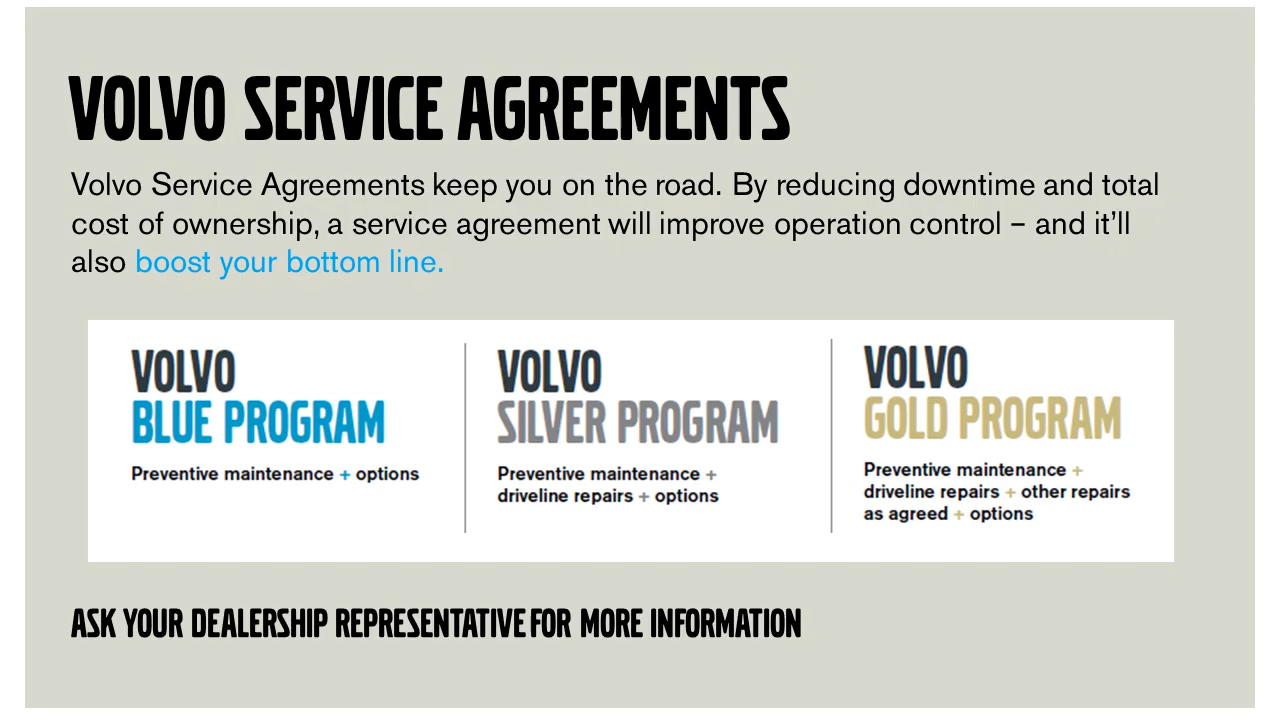 VOLVO SERVICE AGREEMENTS
Volvo Service Agreements keep you on the road. By reducing downtime and total
cost of ownership, a service agreement will improve operation control – and it’ll
also boost your bottom line.
VOLVO
BLUE PROGRAM
Preventive maintenance + options
VOLVO
SILVER PROGRAM
Preventive maintenance +
driveline repairs + options
VOLVO
GOLD PROGRAM
Preventive maintenance +
driveline repairs + other repairs
as agreed + options
ASK YOUR DEALERSHIP REPRESENTATIVE FOR MORE INFORMATION